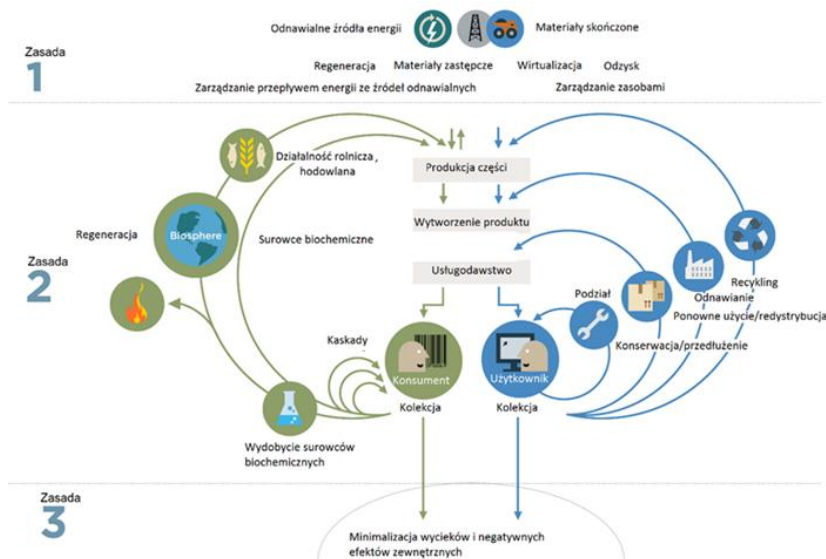 Odnawialne źródła energii
Materiały skończone
Zasada
1
Regeneracja
Materiały zastępcze
Wirtualizacja
Odzysk
Zarządzanie przepływem energii ze źródeł odnawialnych
Zarządzanie zasobami
Działalność rolnicza,
hodowlana
Produkcja części
Regeneracja
Biosphere
Surowce biochemiczne
Wytworzenie produktu
Zasada
2
Usługodawstwo
Recykling
Odnawianie
Podział
Ponowne użycie/redystrybucja
Konserwacja/przedłużenie
Kaskady
Konsument
Użytkownik
Kolekcja
Kolekcja
Wydobycie surowców
biochemicznych
Zasada
3
Minimalizacja wycieków i negatywnych
efektów zewnętrznych